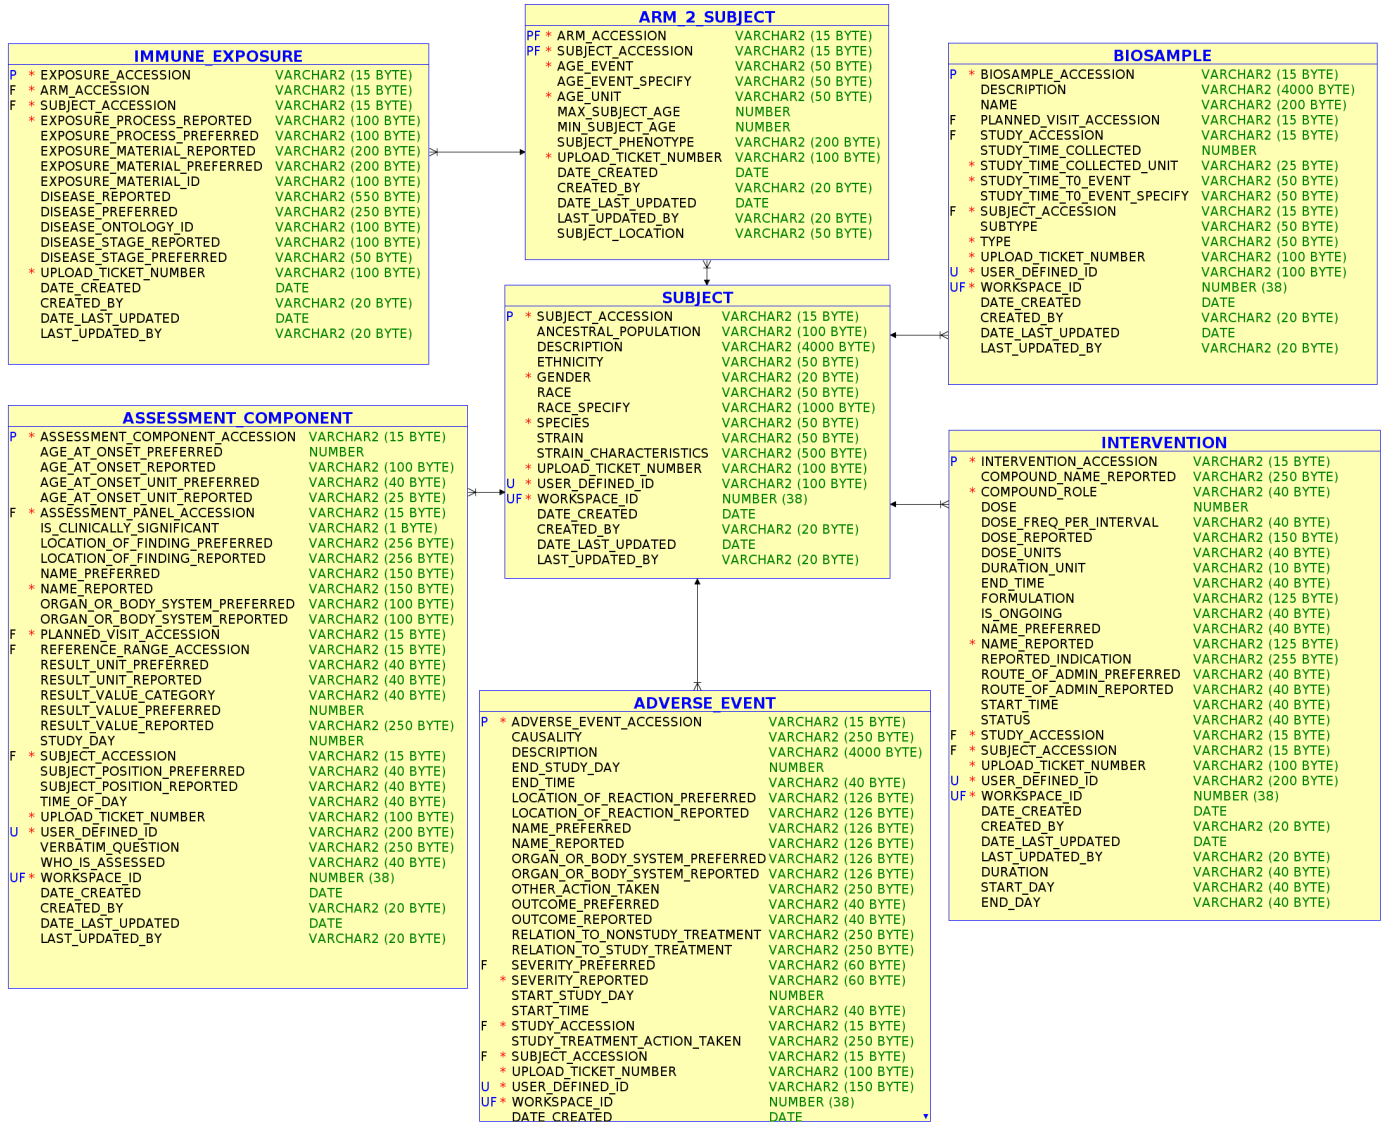 ARM_2_SUBJECT
PF * ARM_ACCESSION VARCHAR2 (15 BYTE)
PF * SUBJECT_ACCESSION VARCHAR2 (15 BYTE)
* AGE_EVENT VARCHAR2 (50 BYTE)
AGE_EVENT_SPECIFY VARCHAR2 (50 BYTE)
* AGE_UNIT VARCHAR2 (50 BYTE)
MAX_SUBJECT_AGE NUMBER
MIN_SUBJECT_AGE NUMBER
SUBJECT_PHENOTYPE VARCHAR2 (200 BYTE)
* UPLOAD_TICKET_NUMBER VARCHAR2 (100 BYTE)
DATE_CREATED DATE
CREATED_BY VARCHAR2 (20 BYTE)
DATE_LAST_UPDATED DATE
LAST_UPDATED_BY VARCHAR2 (20 BYTE)
SUBJECT_LOCATION VARCHAR2 (50 BYTE)
IMMUNE_EXPOSURE
P * EXPOSURE_ACCESSION VARCHAR2 (15 BYTE)
F * ARM_ACCESSION VARCHAR2 (15 BYTE)
F * SUBJECT_ACCESSION VARCHAR2 (15 BYTE)
* EXPOSURE_PROCESS_REPORTED VARCHAR2 (100 BYTE)
EXPOSURE_PROCESS_PREFERRED VARCHAR2 (100 BYTE)
EXPOSURE_MATERIAL_REPORTED VARCHAR2 (200 BYTE)
EXPOSURE_MATERIAL_PREFERRED VARCHAR2 (200 BYTE)
EXPOSURE_MATERIAL_ID VARCHAR2 (100 BYTE)
DISEASE_REPORTED VARCHAR2 (550 BYTE)
DISEASE_PREFERRED VARCHAR2 (250 BYTE)
DISEASE_ONTOLOGY_ID VARCHAR2 (100 BYTE)
DISEASE_STAGE_REPORTED VARCHAR2 (100 BYTE)
DISEASE_STAGE_PREFERRED VARCHAR2 (50 BYTE)
* UPLOAD_TICKET_NUMBER VARCHAR2 (100 BYTE)
DATE_CREATED DATE
CREATED_BY VARCHAR2 (20 BYTE)
DATE_LAST_UPDATED DATE
LAST_UPDATED_BY VARCHAR2 (20 BYTE)
BIOSAMPLE
P * BIOSAMPLE_ACCESSION VARCHAR2 (15 BYTE)
DESCRIPTION VARCHAR2 (4000 BYTE)
NAME VARCHAR2 (200 BYTE)
F PLANNED_VISIT_ACCESSION VARCHAR2 (15 BYTE)
F STUDY_ACCESSION VARCHAR2 (15 BYTE)
STUDY_TIME_COLLECTED NUMBER
* STUDY_TIME_COLLECTED_UNIT VARCHAR2 (25 BYTE)
* STUDY_TIME_T0_EVENT VARCHAR2 (50 BYTE)
STUDY_TIME_T0_EVENT_SPECIFY VARCHAR2 (50 BYTE)
F * SUBJECT_ACCESSION VARCHAR2 (15 BYTE)
SUBTYPE VARCHAR2 (50 BYTE)
* TYPE VARCHAR2 (50 BYTE)
* UPLOAD_TICKET_NUMBER VARCHAR2 (100 BYTE)
U * USER_DEFINED_ID VARCHAR2 (100 BYTE)
UF * WORKSPACE_ID NUMBER (38)
DATE_CREATED DATE
CREATED_BY VARCHAR2 (20 BYTE)
DATE_LAST_UPDATED DATE
LAST_UPDATED_BY VARCHAR2 (20 BYTE)
SUBJECT
P * SUBJECT_ACCESSION VARCHAR2 (15 BYTE)
ANCESTRAL_POPULATION VARCHAR2 (100 BYTE)
DESCRIPTION VARCHAR2 (4000 BYTE)
ETHNICITY VARCHAR2 (50 BYTE)
* GENDER VARCHAR2 (20 BYTE)
RACE VARCHAR2 (50 BYTE)
RACE_SPECIFY VARCHAR2 (1000 BYTE)
* SPECIES VARCHAR2 (50 BYTE)
STRAIN VARCHAR2 (50 BYTE)
STRAIN_CHARACTERISTICS VARCHAR2 (500 BYTE)
* UPLOAD_TICKET_NUMBER VARCHAR2 (100 BYTE)
U * USER_DEFINED_ID VARCHAR2 (100 BYTE)
UF * WORKSPACE_ID NUMBER (38)
DATE_CREATED DATE
CREATED_BY VARCHAR2 (20 BYTE)
DATE_LAST_UPDATED DATE
LAST_UPDATED_BY VARCHAR2 (20 BYTE)
ASSESSMENT_COMPONENT
P * ASSESSMENT_COMPONENT_ACCESSION VARCHAR2 (15 BYTE)
AGE_AT_ONSET_PREFERRED NUMBER
AGE_AT_ONSET_REPORTED VARCHAR2 (100 BYTE)
AGE_AT_ONSET_UNIT_PREFERRED VARCHAR2 (40 BYTE)
AGE_AT_ONSET_UNIT_REPORTED VARCHAR2 (25 BYTE)
F * ASSESSMENT_PANEL_ACCESSION VARCHAR2 (15 BYTE)
IS_CLINICALLY_SIGNIFICANT VARCHAR2 (1 BYTE)
LOCATION_OF_FINDING_PREFERRED VARCHAR2 (256 BYTE)
LOCATION_OF_FINDING_REPORTED VARCHAR2 (256 BYTE)
NAME_PREFERRED VARCHAR2 (150 BYTE)
* NAME_REPORTED VARCHAR2 (150 BYTE)
ORGAN_OR_BODY_SYSTEM_PREFERRED VARCHAR2 (100 BYTE)
ORGAN_OR_BODY_SYSTEM_REPORTED VARCHAR2 (100 BYTE)
F * PLANNED_VISIT_ACCESSION VARCHAR2 (15 BYTE)
F REFERENCE_RANGE_ACCESSION VARCHAR2 (15 BYTE)
RESULT_UNIT_PREFERRED VARCHAR2 (40 BYTE)
RESULT_UNIT_REPORTED VARCHAR2 (40 BYTE)
RESULT_VALUE_CATEGORY VARCHAR2 (40 BYTE)
RESULT_VALUE_PREFERRED NUMBER
RESULT_VALUE_REPORTED VARCHAR2 (250 BYTE)
STUDY_DAY NUMBER
F * SUBJECT_ACCESSION VARCHAR2 (15 BYTE)
SUBJECT_POSITION_PREFERRED VARCHAR2 (40 BYTE)
SUBJECT_POSITION_REPORTED VARCHAR2 (40 BYTE)
TIME_OF_DAY VARCHAR2 (40 BYTE)
* UPLOAD_TICKET_NUMBER VARCHAR2 (100 BYTE)
U * USER_DEFINED_ID VARCHAR2 (200 BYTE)
VERBATIM_QUESTION VARCHAR2 (250 BYTE)
WHO_IS_ASSESSED VARCHAR2 (40 BYTE)
UF * WORKSPACE_ID NUMBER (38)
DATE_CREATED DATE
CREATED_BY VARCHAR2 (20 BYTE)
DATE_LAST_UPDATED DATE
LAST_UPDATED_BY VARCHAR2 (20 BYTE)
INTERVENTION
P * INTERVENTION_ACCESSION VARCHAR2 (15 BYTE)
COMPOUND_NAME_REPORTED VARCHAR2 (250 BYTE)
* COMPOUND_ROLE VARCHAR2 (40 BYTE)
DOSE NUMBER
DOSE_FREQ_PER_INTERVAL VARCHAR2 (40 BYTE)
DOSE_REPORTED VARCHAR2 (150 BYTE)
DOSE_UNITS VARCHAR2 (40 BYTE)
DURATION_UNIT VARCHAR2 (10 BYTE)
END_TIME VARCHAR2 (40 BYTE)
FORMULATION VARCHAR2 (125 BYTE)
IS_ONGOING VARCHAR2 (40 BYTE)
NAME_PREFERRED VARCHAR2 (40 BYTE)
* NAME_REPORTED VARCHAR2 (125 BYTE)
REPORTED_INDICATION VARCHAR2 (255 BYTE)
ROUTE_OF_ADMIN_PREFERRED VARCHAR2 (40 BYTE)
ROUTE_OF_ADMIN_REPORTED VARCHAR2 (40 BYTE)
START_TIME VARCHAR2 (40 BYTE)
STATUS VARCHAR2 (40 BYTE)
F * STUDY_ACCESSION VARCHAR2 (15 BYTE)
F * SUBJECT_ACCESSION VARCHAR2 (15 BYTE)
* UPLOAD_TICKET_NUMBER VARCHAR2 (100 BYTE)
U * USER_DEFINED_ID VARCHAR2 (200 BYTE)
UF * WORKSPACE_ID NUMBER (38)
DATE_CREATED DATE
CREATED_BY VARCHAR2 (20 BYTE)
DATE_LAST_UPDATED DATE
LAST_UPDATED_BY VARCHAR2 (20 BYTE)
DURATION VARCHAR2 (40 BYTE)
START_DAY VARCHAR2 (40 BYTE)
END_DAY VARCHAR2 (40 BYTE)
ADVERSE_EVENT
P * ADVERSE_EVENT_ACCESSION VARCHAR2 (15 BYTE)
CAUSALITY VARCHAR2 (250 BYTE)
DESCRIPTION VARCHAR2 (4000 BYTE)
END_STUDY_DAY NUMBER
END_TIME VARCHAR2 (40 BYTE)
LOCATION_OF_REACTION_PREFERRED VARCHAR2 (126 BYTE)
LOCATION_OF_REACTION_REPORTED VARCHAR2 (126 BYTE)
NAME_PREFERRED VARCHAR2 (126 BYTE)
NAME_REPORTED VARCHAR2 (126 BYTE)
ORGAN_OR_BODY_SYSTEM_PREFERRED VARCHAR2 (126 BYTE)
ORGAN_OR_BODY_SYSTEM_REPORTED VARCHAR2 (126 BYTE)
OTHER_ACTION_TAKEN VARCHAR2 (250 BYTE)
OUTCOME_PREFERRED VARCHAR2 (40 BYTE)
OUTCOME_REPORTED VARCHAR2 (40 BYTE)
RELATION_TO_NONSTUDY_TREATMENT VARCHAR2 (250 BYTE)
RELATION_TO_STUDY_TREATMENT VARCHAR2 (250 BYTE)
F SEVERITY_PREFERRED VARCHAR2 (60 BYTE)
* SEVERITY_REPORTED VARCHAR2 (60 BYTE)
START_STUDY_DAY NUMBER
START_TIME VARCHAR2 (40 BYTE)
F * STUDY_ACCESSION VARCHAR2 (15 BYTE)
STUDY_TREATMENT_ACTION_TAKEN VARCHAR2 (250 BYTE)
F * SUBJECT_ACCESSION VARCHAR2 (15 BYTE)
* UPLOAD_TICKET_NUMBER VARCHAR2 (100 BYTE)
U * USER_DEFINED_ID VARCHAR2 (150 BYTE)
UF * WORKSPACE_ID NUMBER (38)
DATE_CREATED DATE